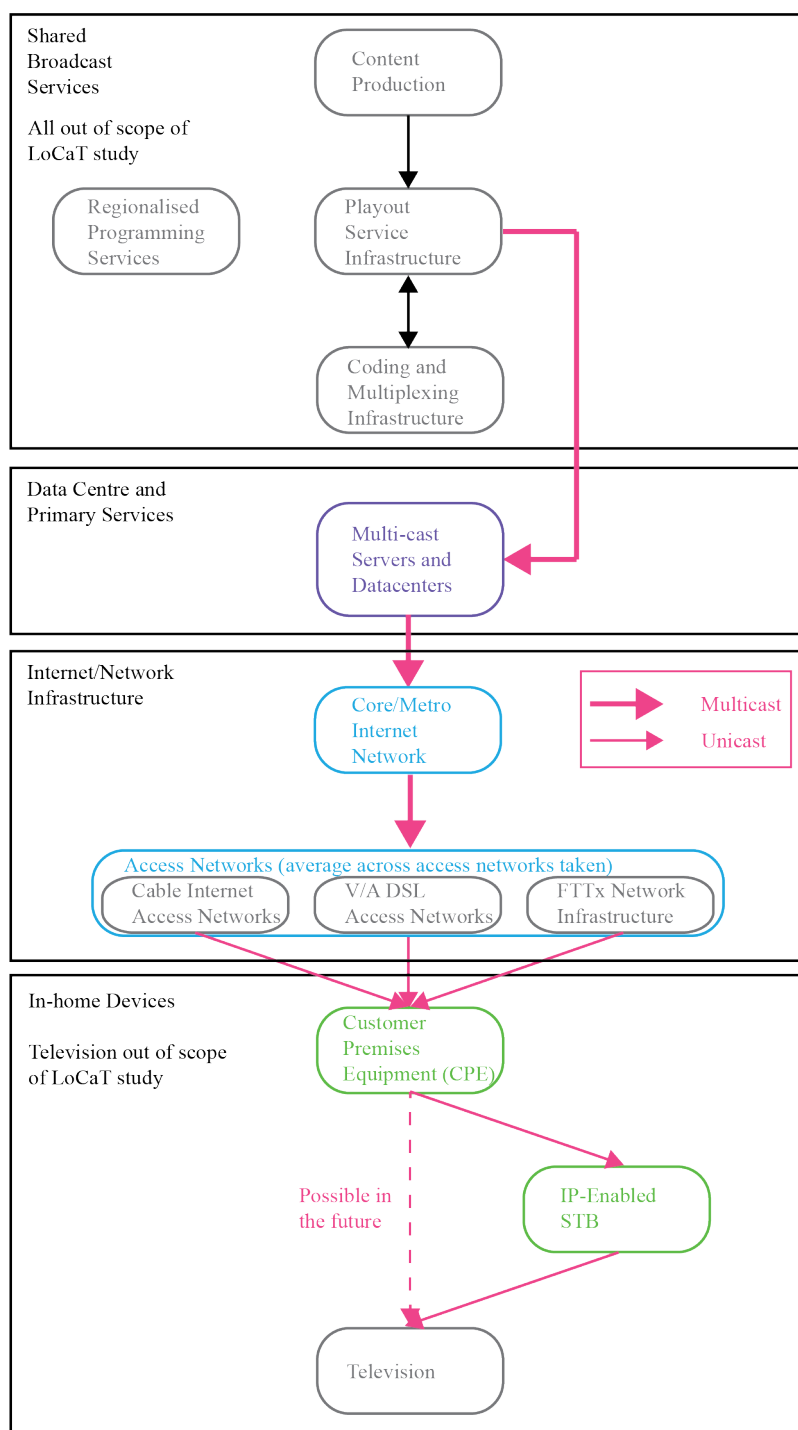 Shared
Broadcast
Services
All out of scope of
LoCaT study
Content
Production
Regionalised
Programming
Services
Playout
Service
Infrastructure
Coding and
Multiplexing
Infrastructure
Data Centre and
Primary Services
Multi-cast
Servers and
Datacenters
Internet/Network
Infrastructure
Core/Metro
Internet
Network
Multicast
Unicast
Access Networks (average across access networks taken)
Cable Internet
Access Networks
V/A DSL
Access Networks
FTTx Network
Infrastructure
In-home Devices
Television out of scope
of LoCaT study
Customer
Premises
Equipment (CPE)
Possible in
the future
IP-Enabled
STB
Television